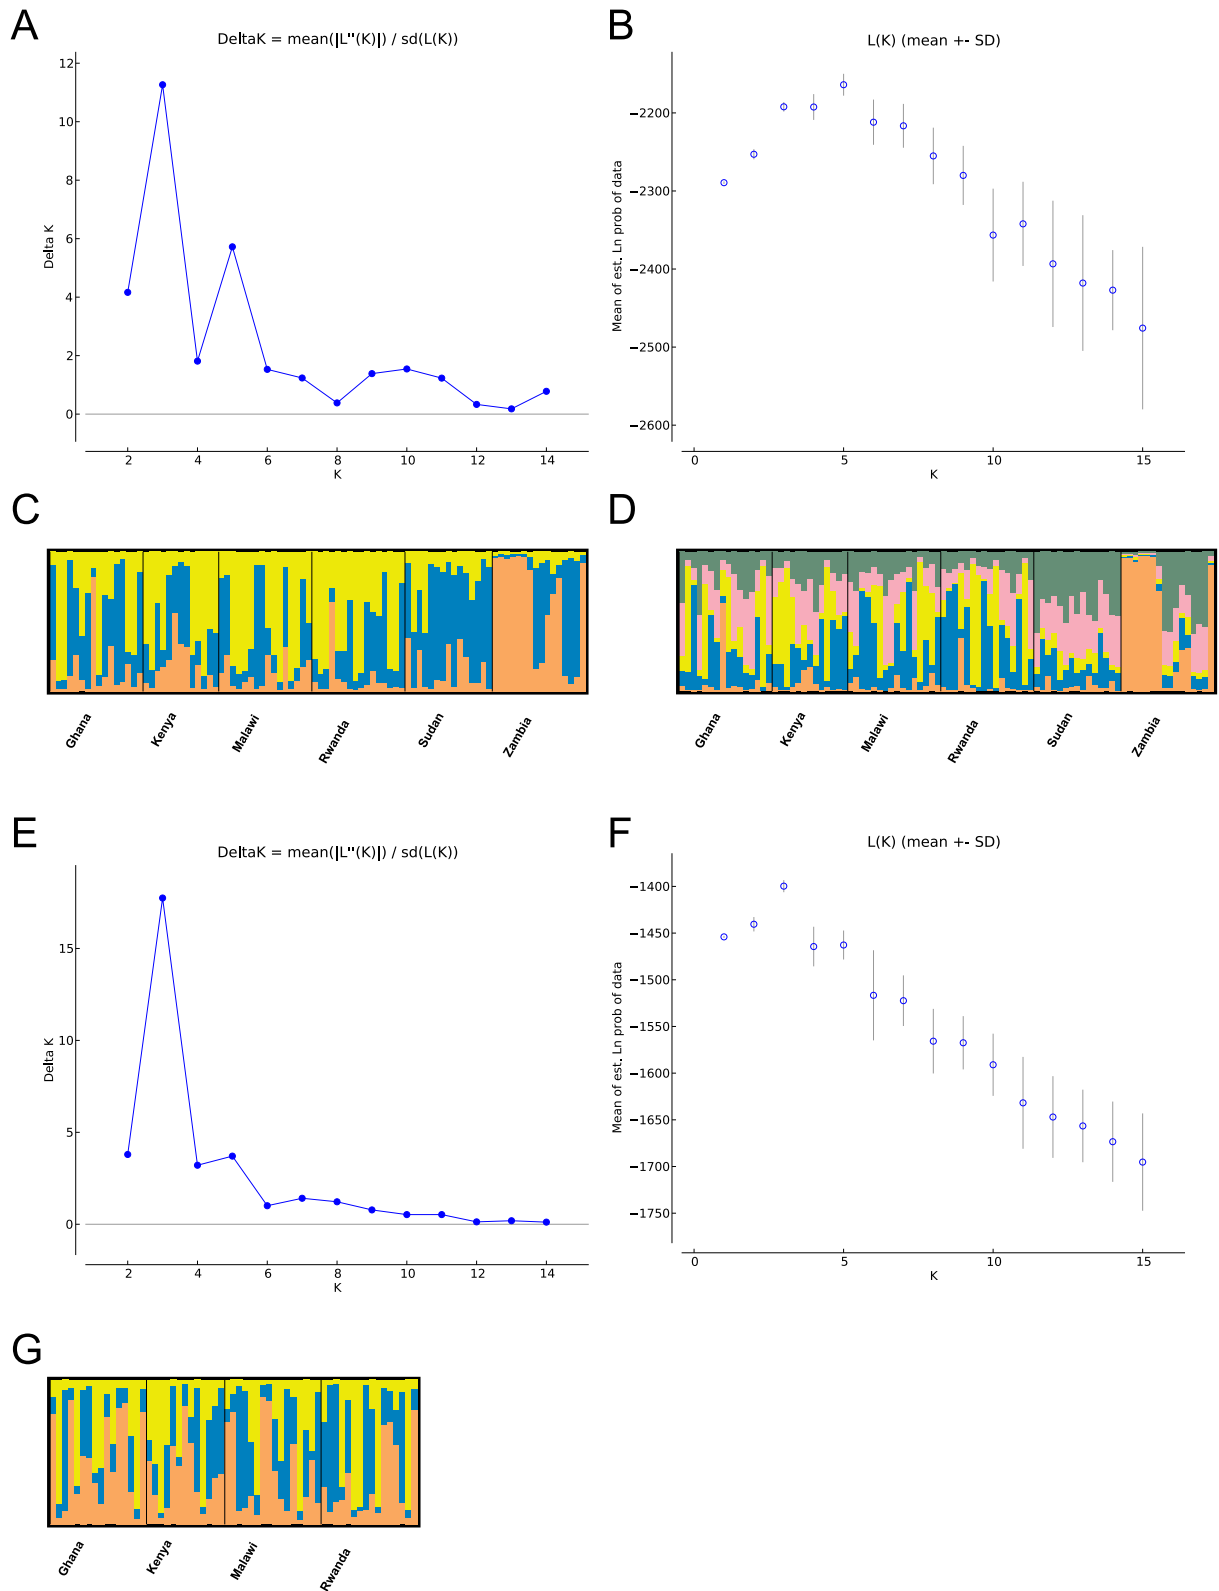 A
DeltaK = mean(|L"(K)|) / sd(L(K))
12
10
8
6
4
2
0
Delta K
2 4 6 8 10 12 14
K
B
L(K) (mean +- SD)
−2200
−2300
−2400
−2500
−2600
Mean of est. Ln prob of data
0 5 10 15
K
C
Ghana
Kenya
Malawi
Rwanda
Sudan
Zambia
D
Ghana
Kenya
Malawi
Rwanda
Sudan
Zambia
E
DeltaK = mean(|L"(K)|) / sd(L(K))
15
10
5
0
Delta K
2 4 6 8 10 12 14
K
F
L(K) (mean +- SD)
−1400
−1450
−1500
−1550
−1600
−1650
−1700
−1750
Mean of est. Ln prob of data
0 5 10 15
K
G
Ghana
Kenya
Malawi
Rwanda